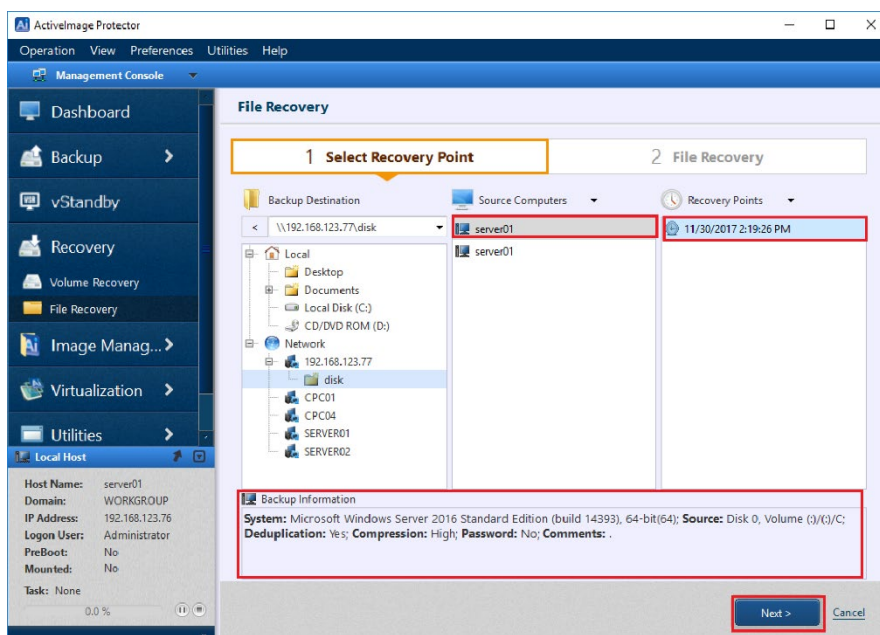 ActiveImage Protector
Operation View Preferences Utilities Help
Management Console
Dashboard
Backup
vStandby
Recovery
Volume Recovery
File Recovery
Image Manag...
Virtualization
Utilities
Local Host
Host Name: server01
Domain: WORKGROUP
IP Address: 192.168.123.76
Logon User: Administrator
PreBoot: No
Mounted: No
Task: None
0.0 %
File Recovery
1 Select Recovery Point
2 File Recovery
Backup Destination
< \\192.168.123.77\disk
Local
Desktop
Documents
Local Disk (C:)
CD/DVD ROM (D:)
Network
192.168.123.77
disk
CPC01
CPC04
SERVER01
SERVER02
Source Computers
server01
server01
Recovery Points
11/30/2017 2:19:26 PM
Backup Information
System: Microsoft Windows Server 2016 Standard Edition (build 14393), 64-bit(64); Source: Disk 0, Volume (:)/(:)/C;
Deduplication: Yes; Compression: High; Password: No; Comments: .
Next >
Cancel